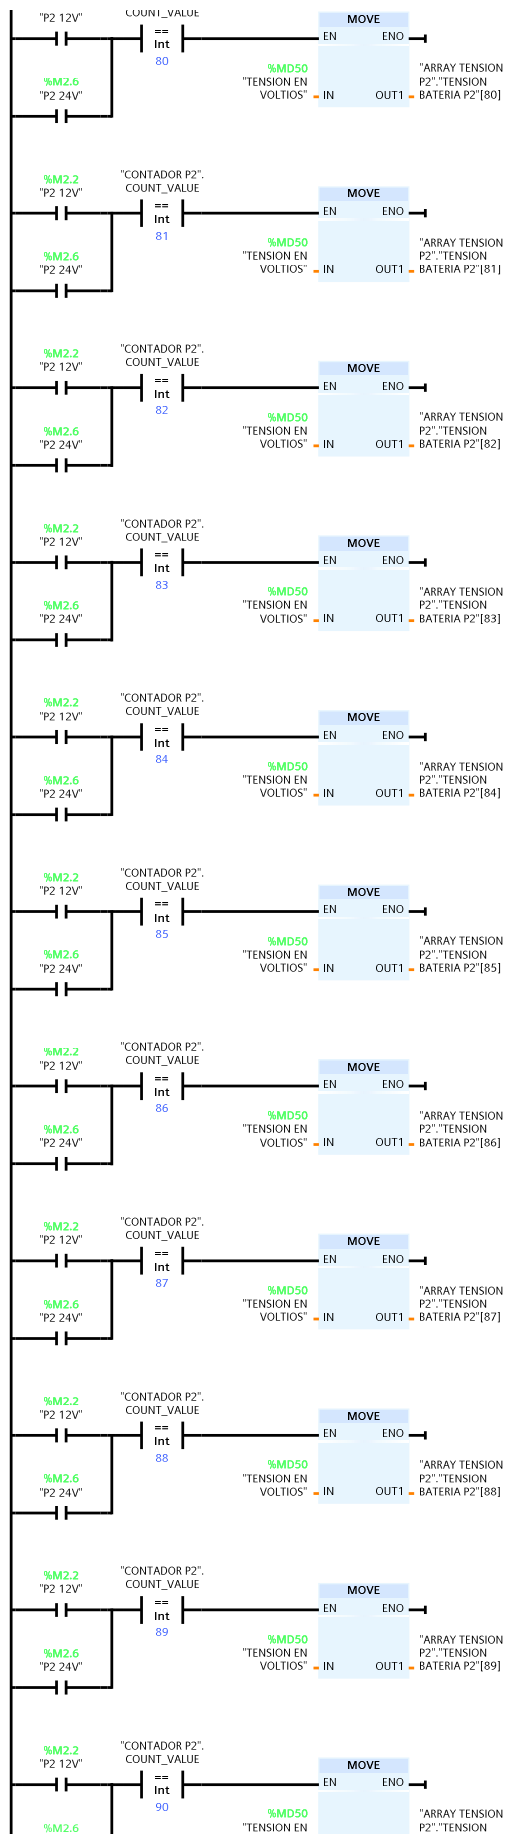 "P2 12V"
COUNT_VALUE
==
Int
80
MOVE
EN ENO
%M2.6
"P2 24V"
%MD50
"TENSION EN
VOLTIOS"
IN OUT1
"ARRAY TENSION
P2"."TENSION
BATERIA P2"[80]
%M2.2
"P2 12V"
"CONTADOR P2".
COUNT_VALUE
==
Int
81
MOVE
EN ENO
%M2.6
"P2 24V"
%MD50
"TENSION EN
VOLTIOS"
IN OUT1
"ARRAY TENSION
P2"."TENSION
BATERIA P2"[81]
%M2.2
"P2 12V"
"CONTADOR P2".
COUNT_VALUE
==
Int
82
MOVE
EN ENO
%M2.6
"P2 24V"
%MD50
"TENSION EN
VOLTIOS"
IN OUT1
"ARRAY TENSION
P2"."TENSION
BATERIA P2"[82]
%M2.2
"P2 12V"
"CONTADOR P2".
COUNT_VALUE
==
Int
83
MOVE
EN ENO
%M2.6
"P2 24V"
%MD50
"TENSION EN
VOLTIOS"
IN OUT1
"ARRAY TENSION
P2"."TENSION
BATERIA P2"[83]
%M2.2
"P2 12V"
"CONTADOR P2".
COUNT_VALUE
==
Int
84
MOVE
EN ENO
%M2.6
"P2 24V"
%MD50
"TENSION EN
VOLTIOS"
IN OUT1
"ARRAY TENSION
P2"."TENSION
BATERIA P2"[84]
%M2.2
"P2 12V"
"CONTADOR P2".
COUNT_VALUE
==
Int
85
MOVE
EN ENO
%M2.6
"P2 24V"
%MD50
"TENSION EN
VOLTIOS"
IN OUT1
"ARRAY TENSION
P2"."TENSION
BATERIA P2"[85]
%M2.2
"P2 12V"
"CONTADOR P2".
COUNT_VALUE
==
Int
86
MOVE
EN ENO
%M2.6
"P2 24V"
%MD50
"TENSION EN
VOLTIOS"
IN OUT1
"ARRAY TENSION
P2"."TENSION
BATERIA P2"[86]
%M2.2
"P2 12V"
"CONTADOR P2".
COUNT_VALUE
==
Int
87
MOVE
EN ENO
%M2.6
"P2 24V"
%MD50
"TENSION EN
VOLTIOS"
IN OUT1
"ARRAY TENSION
P2"."TENSION
BATERIA P2"[87]
%M2.2
"P2 12V"
"CONTADOR P2".
COUNT_VALUE
==
Int
88
MOVE
EN ENO
%M2.6
"P2 24V"
%MD50
"TENSION EN
VOLTIOS"
IN OUT1
"ARRAY TENSION
P2"."TENSION
BATERIA P2"[88]
%M2.2
"P2 12V"
"CONTADOR P2".
COUNT_VALUE
==
Int
89
MOVE
EN ENO
%M2.6
"P2 24V"
%MD50
"TENSION EN
VOLTIOS"
IN OUT1
"ARRAY TENSION
P2"."TENSION
BATERIA P2"[89]
%M2.2
"P2 12V"
"CONTADOR P2".
COUNT_VALUE
==
Int
90
MOVE
EN ENO
%M2.6
%MD50
"TENSION EN
"ARRAY TENSION
P2"."TENSION